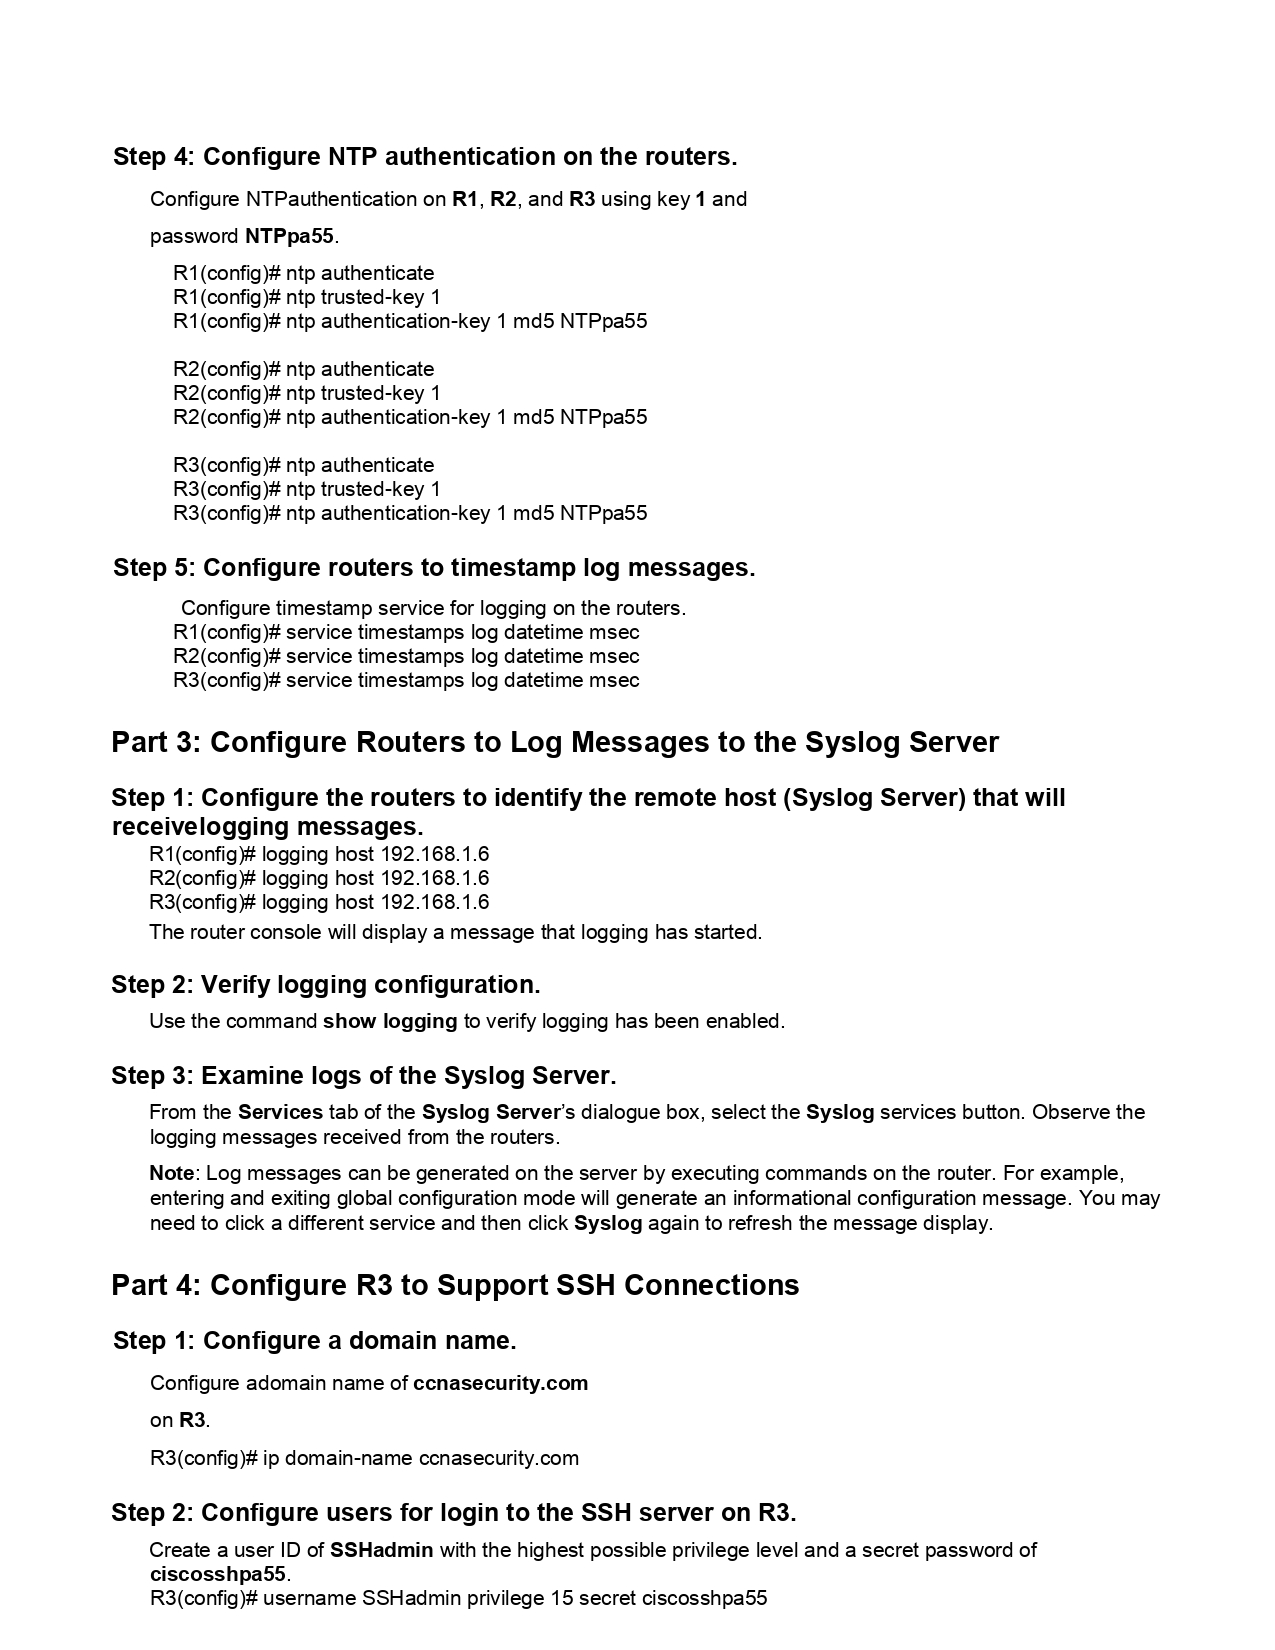 Step 4: Configure NTP authentication on the routers.
Configure NTPauthentication on R1, R2, and R3 using key 1 and
password NTPpa55.
R1(config)# ntp authenticate
R1(config)# ntp trusted-key 1
R1(config)# ntp authentication-key 1 md5 NTPpa55
R2(config)# ntp authenticate
R2(config)# ntp trusted-key 1
R2(config)# ntp authentication-key 1 md5 NTPpa55
R3(config)# ntp authenticate
R3(config)# ntp trusted-key 1
R3(config)# ntp authentication-key 1 md5 NTPpa55
Step 5: Configure routers to timestamp log messages.
Configure timestamp service for logging on the routers.
R1(config)# service timestamps log datetime msec
R2(config)# service timestamps log datetime msec
R3(config)# service timestamps log datetime msec
Part 3: Configure Routers to Log Messages to the Syslog Server
Step 1: Configure the routers to identify the remote host (Syslog Server) that will
receivelogging messages.
R1(config)# logging host 192.168.1.6
R2(config)# logging host 192.168.1.6
R3(config)# logging host 192.168.1.6
The router console will display a message that logging has started.
Step 2: Verify logging configuration.
Use the command show logging to verify logging has been enabled.
Step 3: Examine logs of the Syslog Server.
From the Services tab of the Syslog Server’s dialogue box, select the Syslog services button. Observe the
logging messages received from the routers.
Note: Log messages can be generated on the server by executing commands on the router. For example,
entering and exiting global configuration mode will generate an informational configuration message. You may
need to click a different service and then click Syslog again to refresh the message display.
Part 4: Configure R3 to Support SSH Connections
Step 1: Configure a domain name.
Configure adomain name of ccnasecurity.com
on R3.
R3(config)# ip domain-name ccnasecurity.com
Step 2: Configure users for login to the SSH server on R3.
Create a user ID of SSHadmin with the highest possible privilege level and a secret password of
ciscosshpa55.
R3(config)# username SSHadmin privilege 15 secret ciscosshpa55